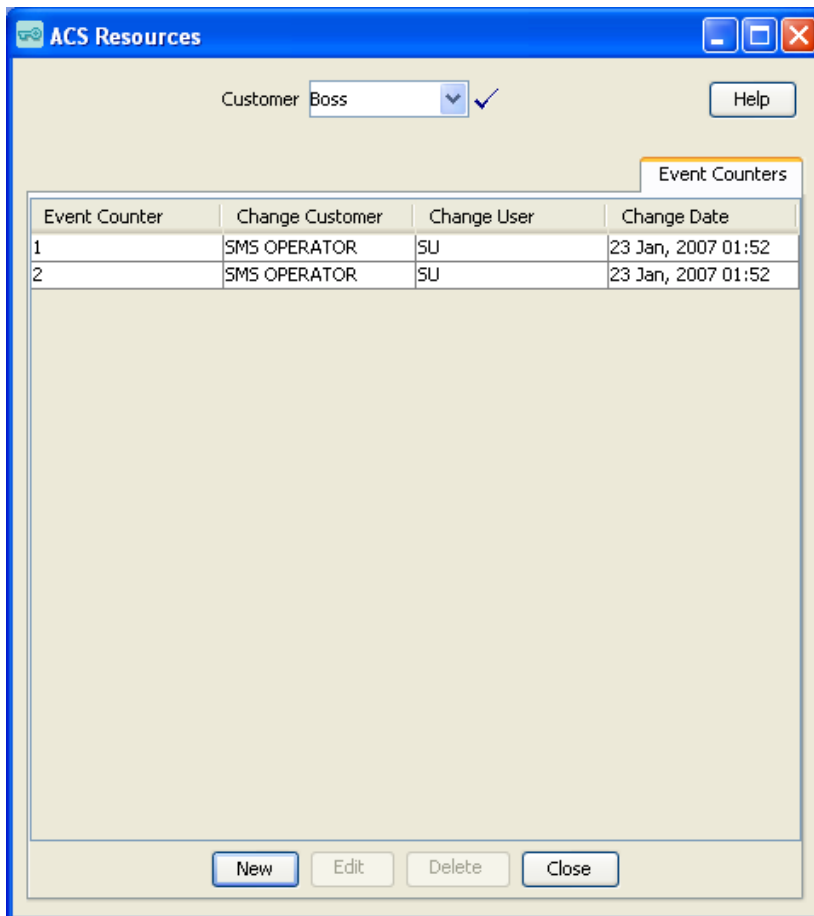 ACS Resources
Customer Boss Help
Event Counters
Event Counter Change Customer Change User Change Date
1 SMS OPERATOR SU 23 Jan, 2007 01:52
2 SMS OPERATOR SU 23 Jan, 2007 01:52
New Edit Delete Close